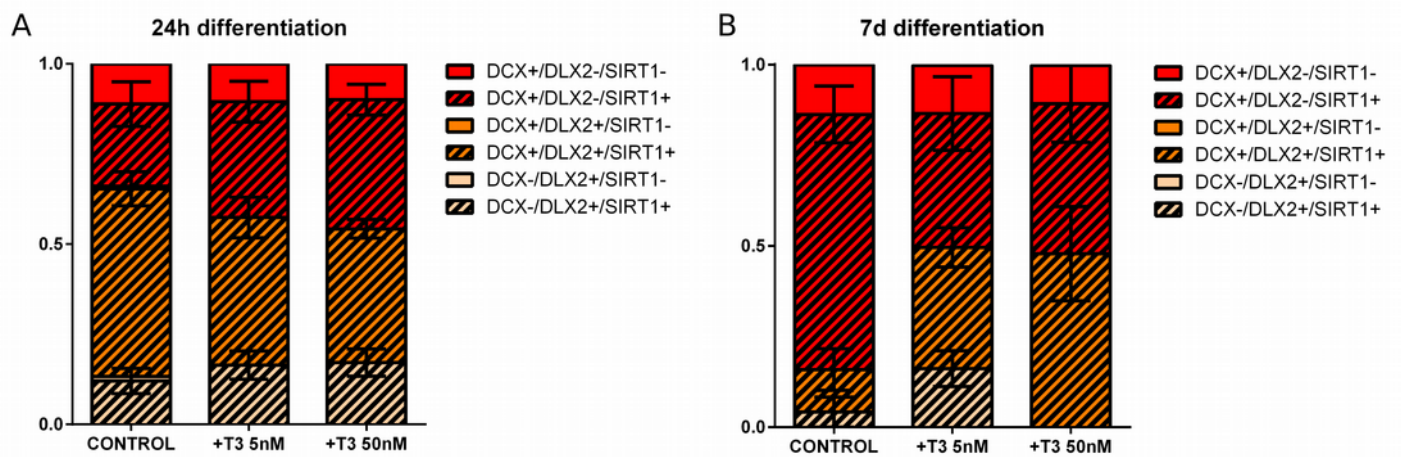 A
24h differentiation
1.0
0.5
0.0
CONTROL
+T3 5nM
+T3 50nM
DCX+/DLX2-/SIRT1-
DCX+/DLX2-/SIRT1+
DCX+/DLX2+/SIRT1-
DCX+/DLX2+/SIRT1+
DCX-/DLX2+/SIRT1-
DCX-/DLX2+/SIRT1+
B
7d differentiation
1.0
0.5
0.0
CONTROL
+T3 5nM
+T3 50nM
DCX+/DLX2-/SIRT1-
DCX+/DLX2-/SIRT1+
DCX+/DLX2+/SIRT1-
DCX+/DLX2+/SIRT1+
DCX-/DLX2+/SIRT1-
DCX-/DLX2+/SIRT1+